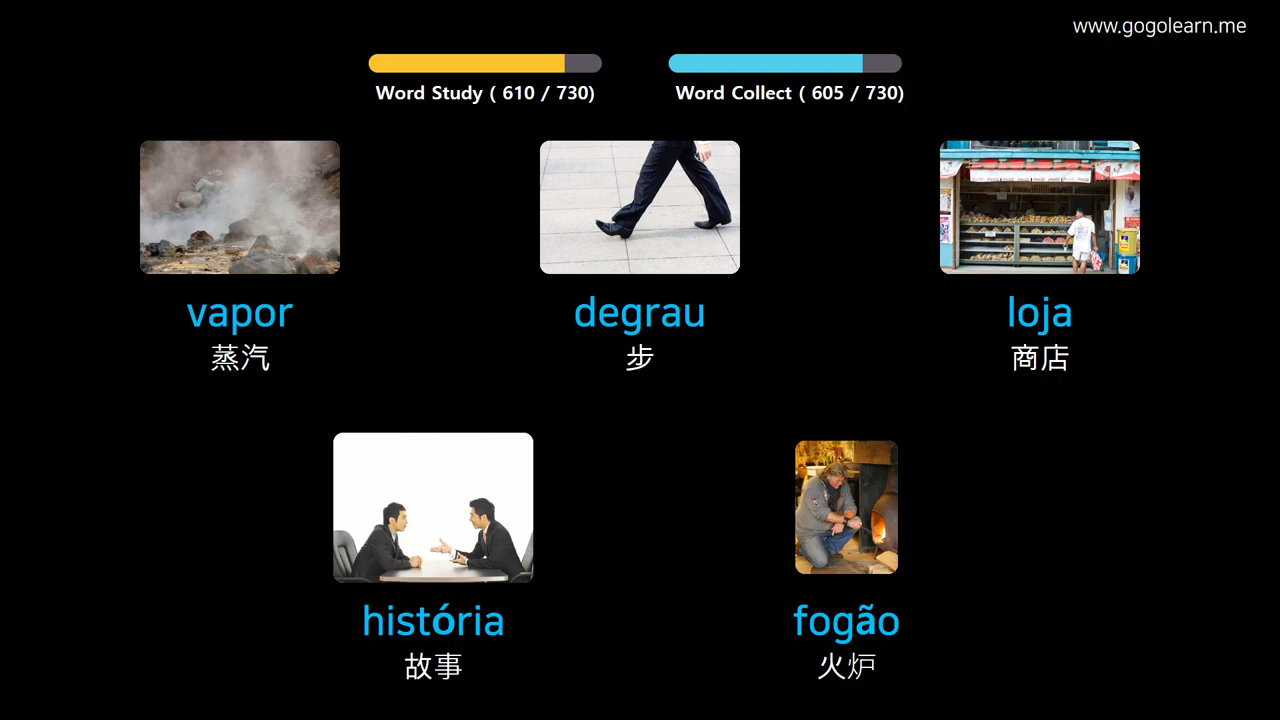 www.gogolearn.me
Word Study ( 610 / 730)
Word Collect ( 605 / 730)
vapor
蒸汽
degrau
步
loja
商店
história
故事
fogão
火炉